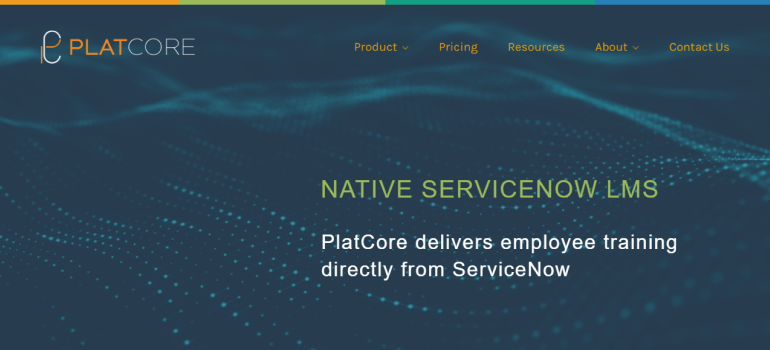 PLATCORE
Product Pricing Resources About Contact Us
NATIVE SERVICENOW LMS
PlatCore delivers employee training
directly from ServiceNow